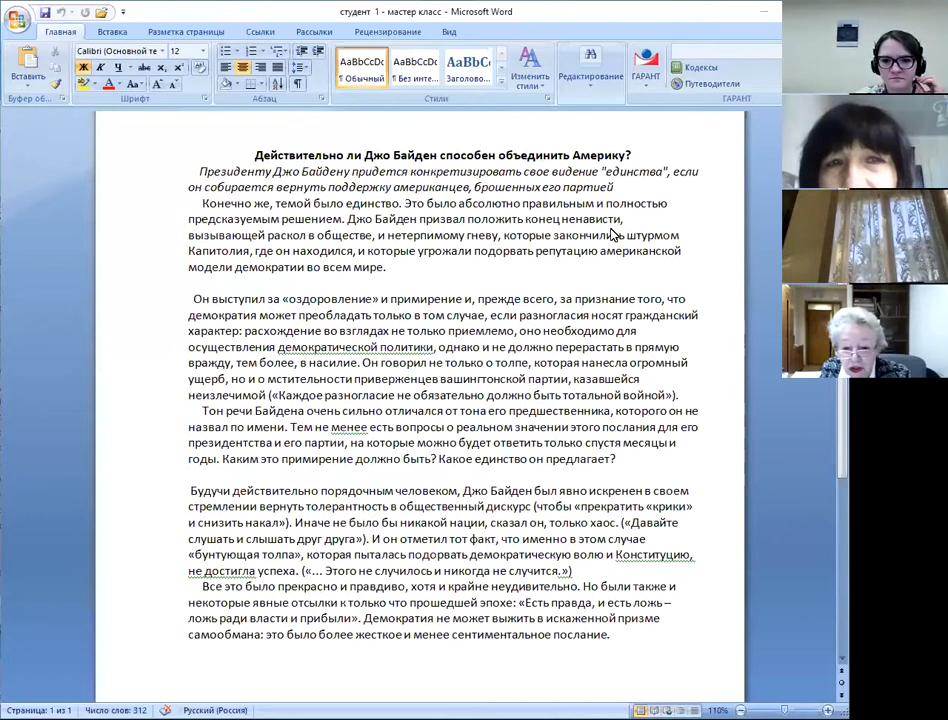 студент 1 - мастер класс - Microsoft Word
Главная Вставка Разметка страницы Ссылки Рассылки Рецензирование Вид
Вставить
Буфер об...
Calibri (Основной те 12
Ж К Ч abc x₂ x²
Aa
Шрифт
Абзац
AaBbCcDc AaBbCcDc AaBbC
¶ Обычный ¶ Без инте... Заголово...
Изменить стили
Стили
Редактирование
ГАРАНТ
Кодексы
Путеводители
ГАРАНТ
Действительно ли Джо Байден способен объединить Америку?
Президенту Джо Байдену придется конкретизировать свое видение "единства", если
он собирается вернуть поддержку американцев, брошенных его партией
Конечно же, темой было единство. Это было абсолютно правильным и полностью
предсказуемым решением. Джо Байден призвал положить конец ненависти,
вызывающей раскол в обществе, и нетерпимому гневу, которые закончились штурмом
Капитолия, где он находился, и которые угрожали подорвать репутацию американской
модели демократии во всем мире.
Он выступил за «оздоровление» и примирение и, прежде всего, за признание того, что
демократия может преобладать только в том случае, если разногласия носят гражданский
характер: расхождение во взглядах не только приемлемо, оно необходимо для
осуществления демократической политики, однако и не должно перерастать в прямую
вражду, тем более, в насилие. Он говорил не только о толпе, которая нанесла огромный
ущерб, но и о мстительности приверженцев вашингтонской партии, казавшейся
неизлечимой («Каждое разногласие не обязательно должно быть тотальной войной»).
Тон речи Байдена очень сильно отличался от тона его предшественника, которого он не
назвал по имени. Тем не менее есть вопросы о реальном значении этого послания для его
президентства и его партии, на которые можно будет ответить только спустя месяцы и
годы. Каким это примирение должно быть? Какое единство он предлагает?
Будучи действительно порядочным человеком, Джо Байден был явно искренен в своем
стремлении вернуть толерантность в общественный дискурс (чтобы «прекратить «крики»
и снизить накал»). Иначе не было бы никакой нации, сказал он, только хаос. («Давайте
слушать и слышать друг друга»). И он отметил тот факт, что именно в этом случае
«бунтующая толпа», которая пыталась подорвать демократическую волю и Конституцию,
не достигла успеха. («... Этого не случилось и никогда не случится.»)
Все это было прекрасно и правдиво, хотя и крайне неудивительно. Но были также и
некоторые явные отсылки к только что прошедшей эпохе: «Есть правда, и есть ложь –
ложь ради власти и прибыли». Демократия не может выжить в искаженной призме
самообмана: это было более жесткое и менее сентиментальное послание.
Страница: 1 из 1 Число слов: 312 Русский (Россия) 110%